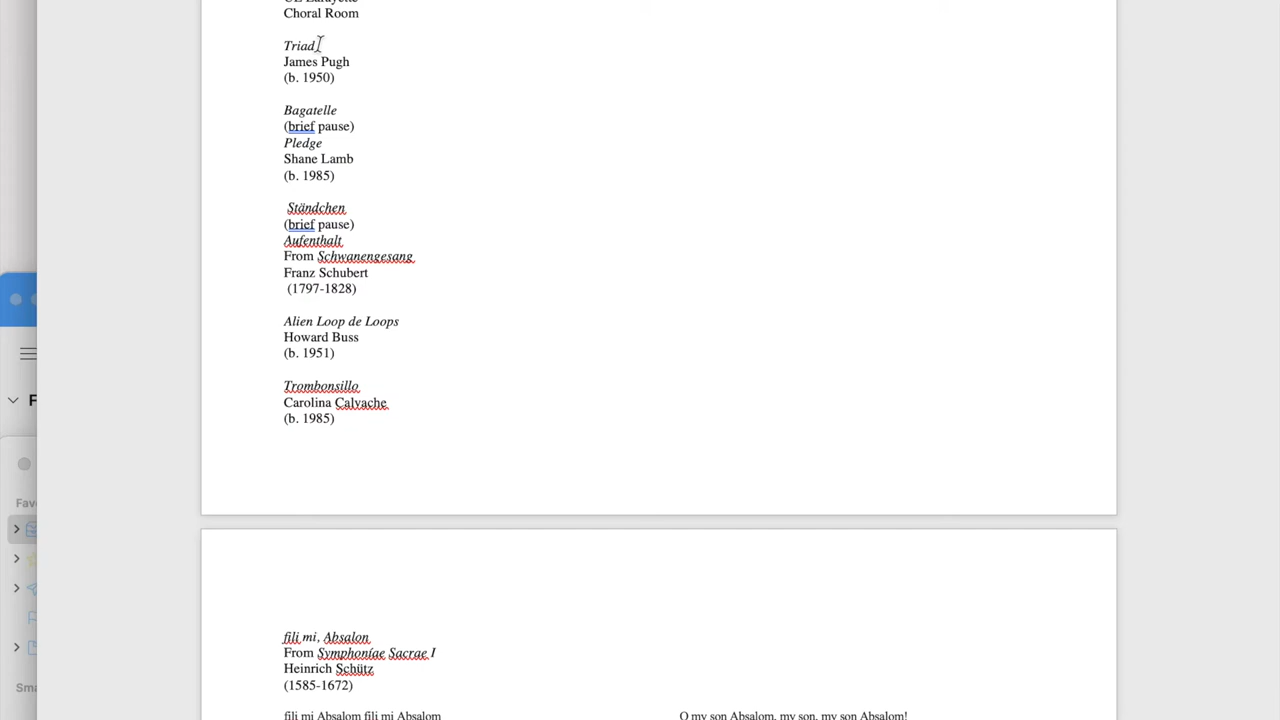 Choral Room
Triad
James Pugh
(b. 1950)
Bagatelle
(brief pause)
Pledge
Shane Lamb
(b. 1985)
Ständchen
(brief pause)
Aufenthalt
From Schwanengesang
Franz Schubert
(1797-1828)
Alien Loop de Loops
Howard Buss
(b. 1951)
Trombonsillo
Carolina Calvache
(b. 1985)
F
Favo
Sma
fili mi, Absalon
From Symphoníae Sacrae I
Heinrich Schütz
(1585-1672)
fili mi Absalom fili mi Absalom
O my son Absalom, my son, my son Absalom!